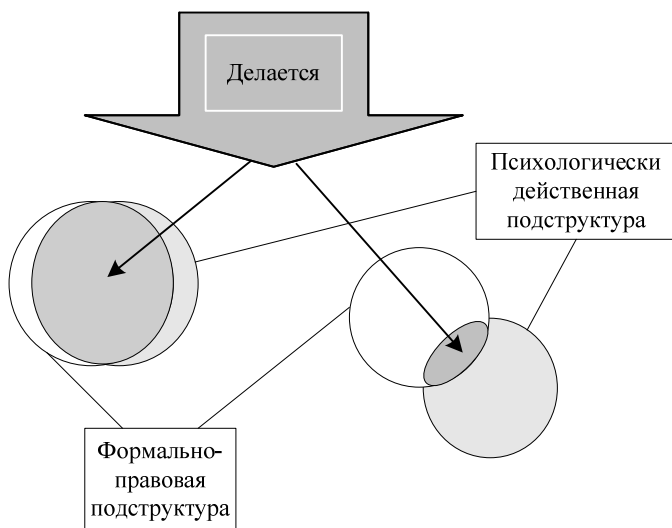 Делается
Психологически
действенная
подструктура
Формально-
правовая
подструктура